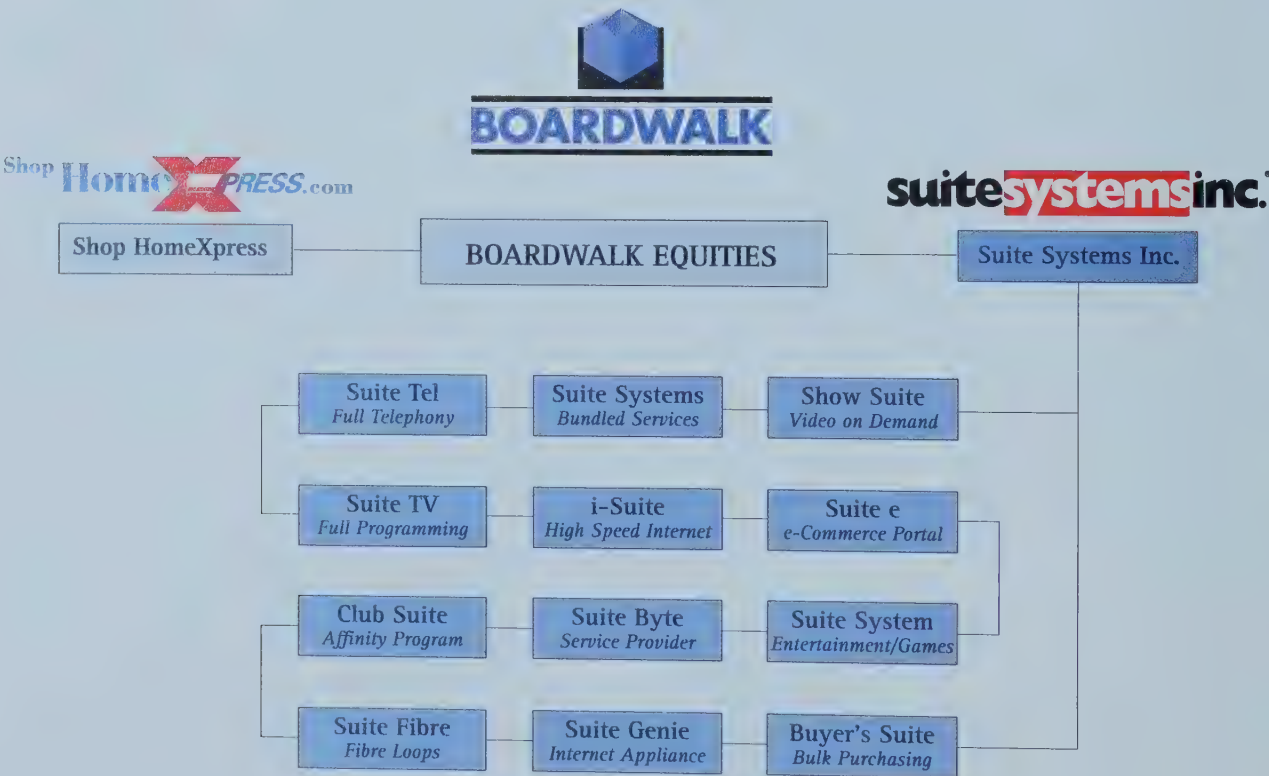 BOARDWALK
Shop HomeXPRESS.com
suitesystemsinc.
Shop HomeXpress
BOARDWALK EQUITIES
Suite Systems Inc.
Suite Tel
Full Telephony
Suite Systems
Bundled Services
Show Suite
Video on Demand
Suite TV
Full Programming
i-Suite
High Speed Internet
Suite e
e-Commerce Portal
Club Suite
Affinity Program
Suite Byte
Service Provider
Suite System
Entertainment/Games
Suite Fibre
Fibre Loops
Suite Genie
Internet Appliance
Buyer's Suite
Bulk Purchasing